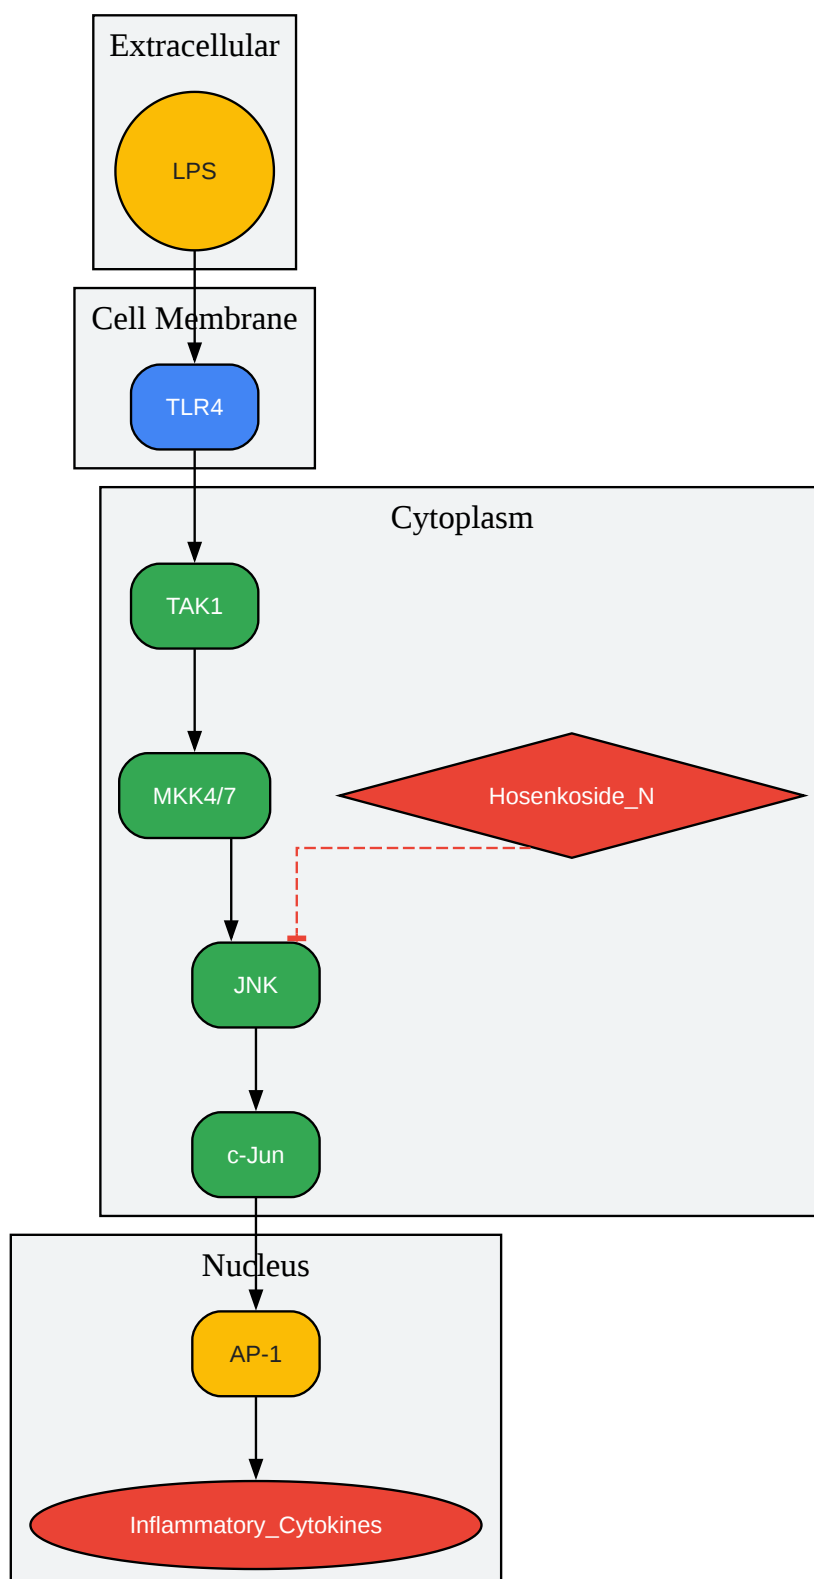 Extracellular
LPS
Cell Membrane
TLR4
Cytoplasm
TAK1
MKK4/7
Hosenkoside_N
JNK
c-Jun
Nucleus
AP-1
Inflammatory_Cytokines